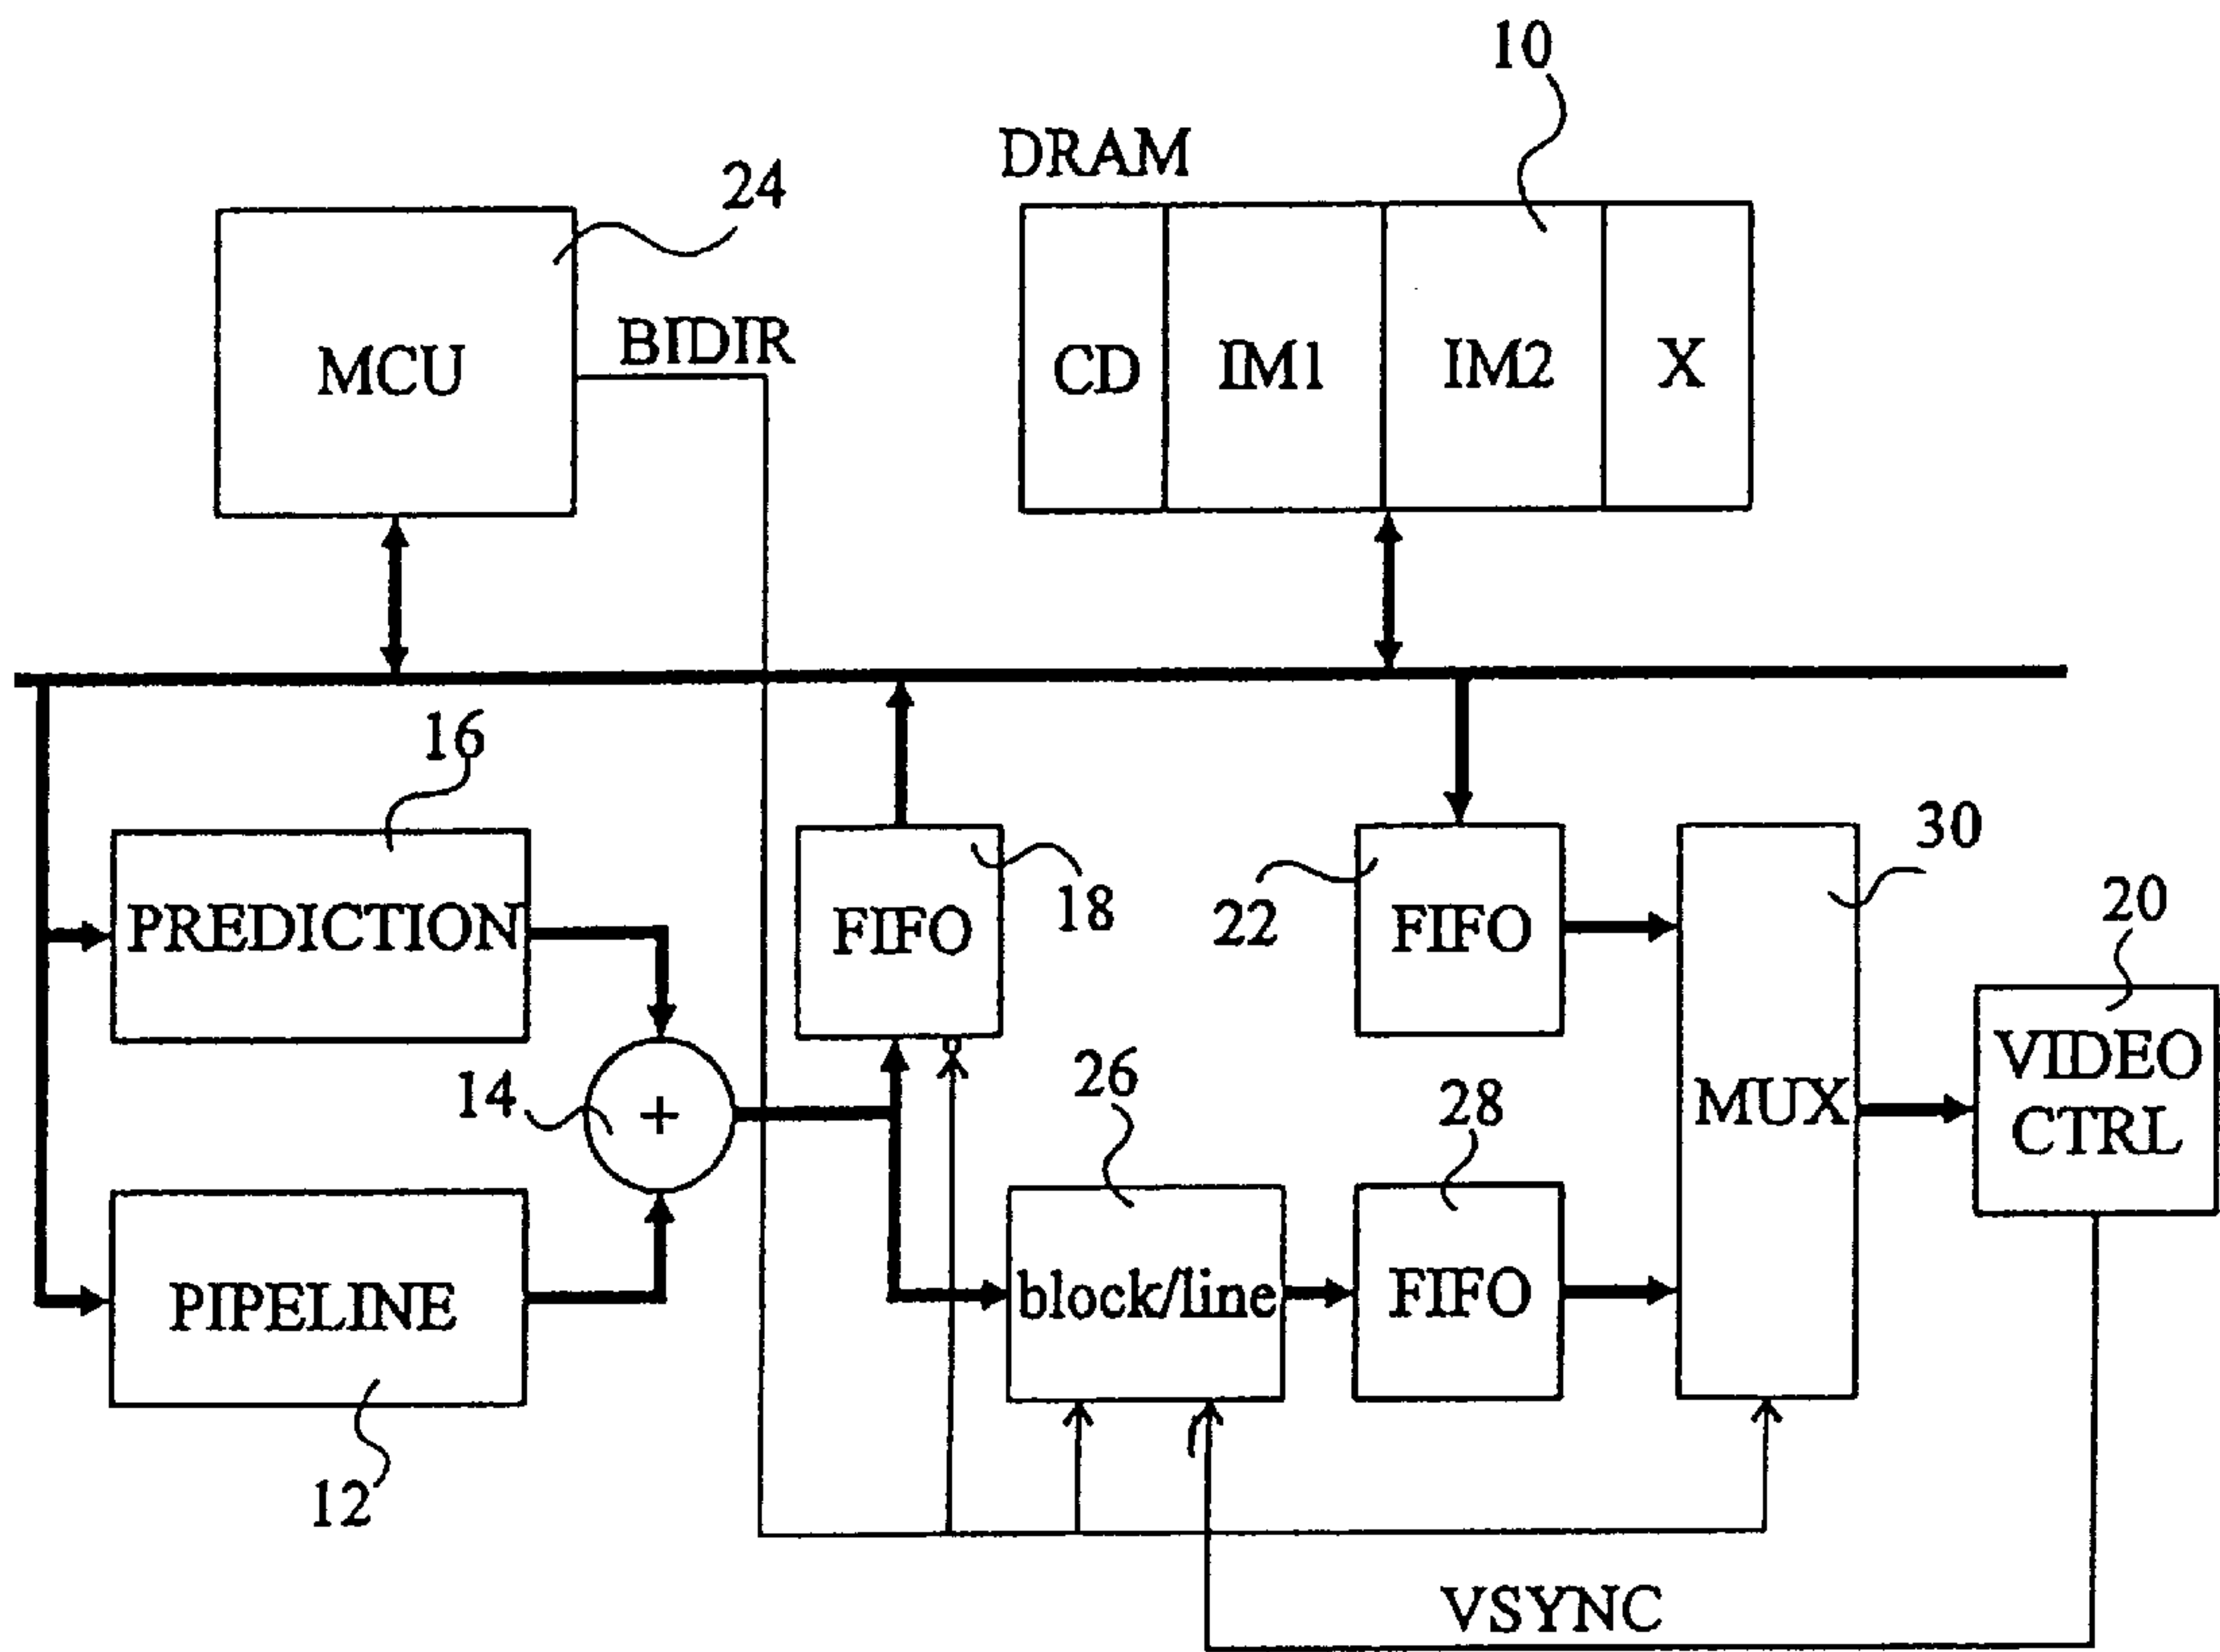 10
DRAM
24
MCU
BIDIR
CD
IM1
IM2
X
16
PREDICTION
FIFO
18
22
FIFO
30
20
VIDEO
CTRL
14
+
26
28
MUX
PIPELINE
block/line
FIFO
12
VSYNC